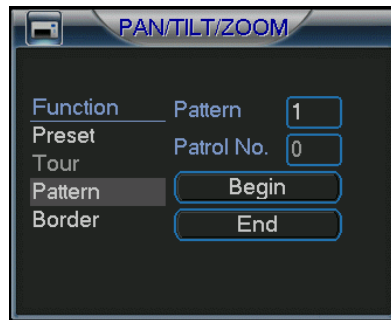 PAN/TILT/ZOOM
Function
Preset
Tour
Pattern
Border
Pattern 1
Patrol No. 0
Begin
End